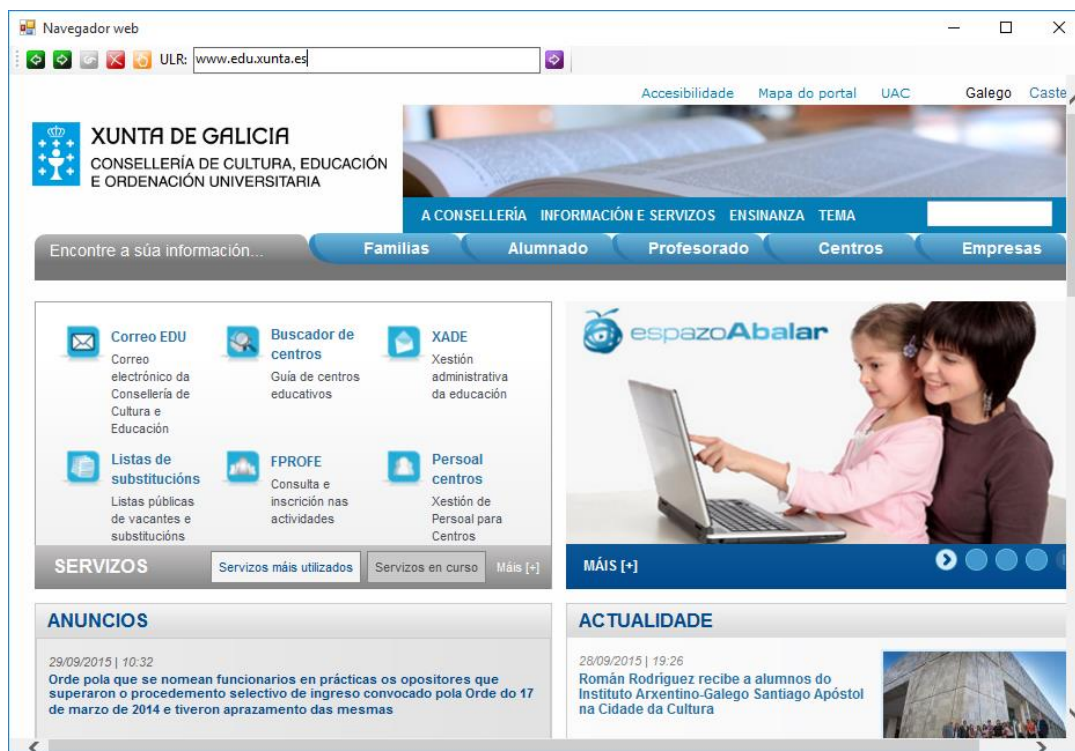 Navegador web
ULR: www.edu.xunta.es
Accesibilidade Mapa do portal UAC Galego Caste
XUNTA DE GALICIA
CONSELLERÍA DE CULTURA, EDUCACIÓN
E ORDENACIÓN UNIVERSITARIA
A CONSELLERÍA INFORMACIÓN E SERVIZOS ENSINANZA TEMA
Encontre a súa información... Familias Alumnado Profesorado Centros Empresas
Correo EDU
Correo
electrónico da
Consellería de
Cultura e
Educación
Buscador de
centros
Guía de centros
educativos
XADE
Xestión
administrativa
da educación
Listas de
substitucións
Listas públicas
de vacantes e
substitucións
FPROFE
Consulta e
inscrición nas
actividades
Persoal
centros
Xestión de
Persoal para
Centros
SERVIZOS Servizos máis utilizados Servizos en curso Máis [+]
espazoAbalar
MÁIS [+]
ANUNCIOS
29/09/2015 | 10:32
Orde pola que se nomean funcionarios en prácticas os opositores que
superaron o procedemento selectivo de ingreso convocado pola Orde do 17
de marzo de 2014 e tiveron aprazamento das mesmas
ACTUALIDADE
28/09/2015 | 19:26
Román Rodríguez recibe a alumnos do
Instituto Arxentino-Galego Santiago Apóstol
na Cidade da Cultura